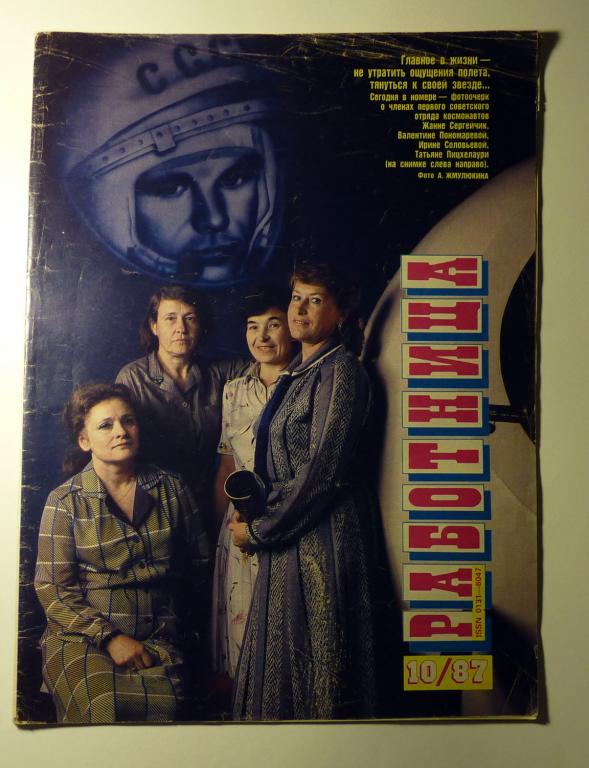 СССР
Главное в жизни —
не утратить ощущения полета,
тянуться к своей звезде...
Сегодня в номере — фотоочерк
о членах первого советского
отряда космонавтов
Жанне Сергейчик,
Валентине Пономаревой,
Ирине Соловьевой,
Татьяне Пицхелаури
(на снимке слева направо).
Фото А. ЖМУЛЮКИНА
РАБОТНИЦА
ISSN 0131—8047
10/87